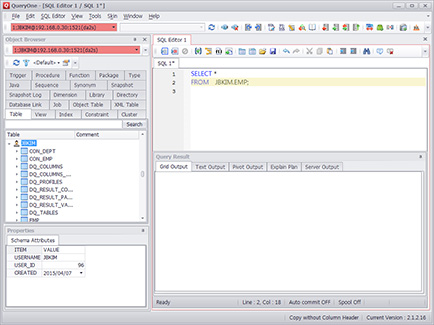 QueryOne - [SQL Editor 1 / SQL 1*]
File SQL Editor View Tools Skin Window Help
1:JBKIM@192.168.0.30:1521(da2s)
Object Browser
1:JBKIM@192.168.0.30:1521(da2s)
<Default>
Trigger Procedure Function Package Type
Java Sequence Synonym Snapshot
Snapshot Log Dimension Library Directory
Database Link Job Object Table XML Table
Table View Index Constraint Cluster
Search
Table Comment
JBKIM
CON_DEPT
CON_EMP
DQ_COLUMNS
DQ_COLUMNS_...
DQ_PROFILES
DQ_RESULT_CO...
DQ_RESULT_PA...
DQ_RESULT_VA...
DQ_TABLES
EMP
Properties
Schema Attributes
ITEM VALUE
USERNAME JBKIM
USER_ID 96
CREATED 2015/04/07
SQL Editor 1
SQL 1*
1 SELECT *
2 FROM JBKIM.EMP;
3
Query Result
Grid Output Text Output Pivot Output Explain Plan Server Output
Ready Line : 2, Col : 18 Auto commit OFF Spool Off
Copy without Column Header Current Version : 2.1.2.16